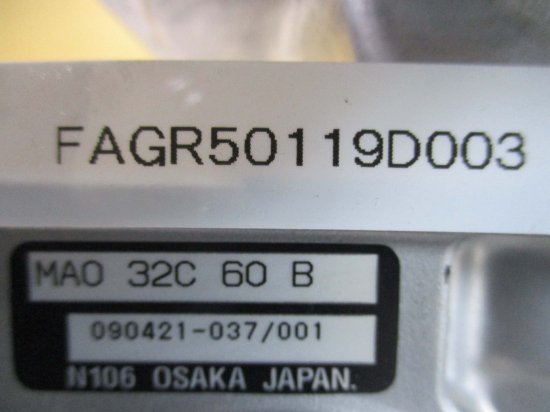 FAGR50119D003
MAO 32C 60 B
090421-037/001
N106 OSAKA JAPAN.